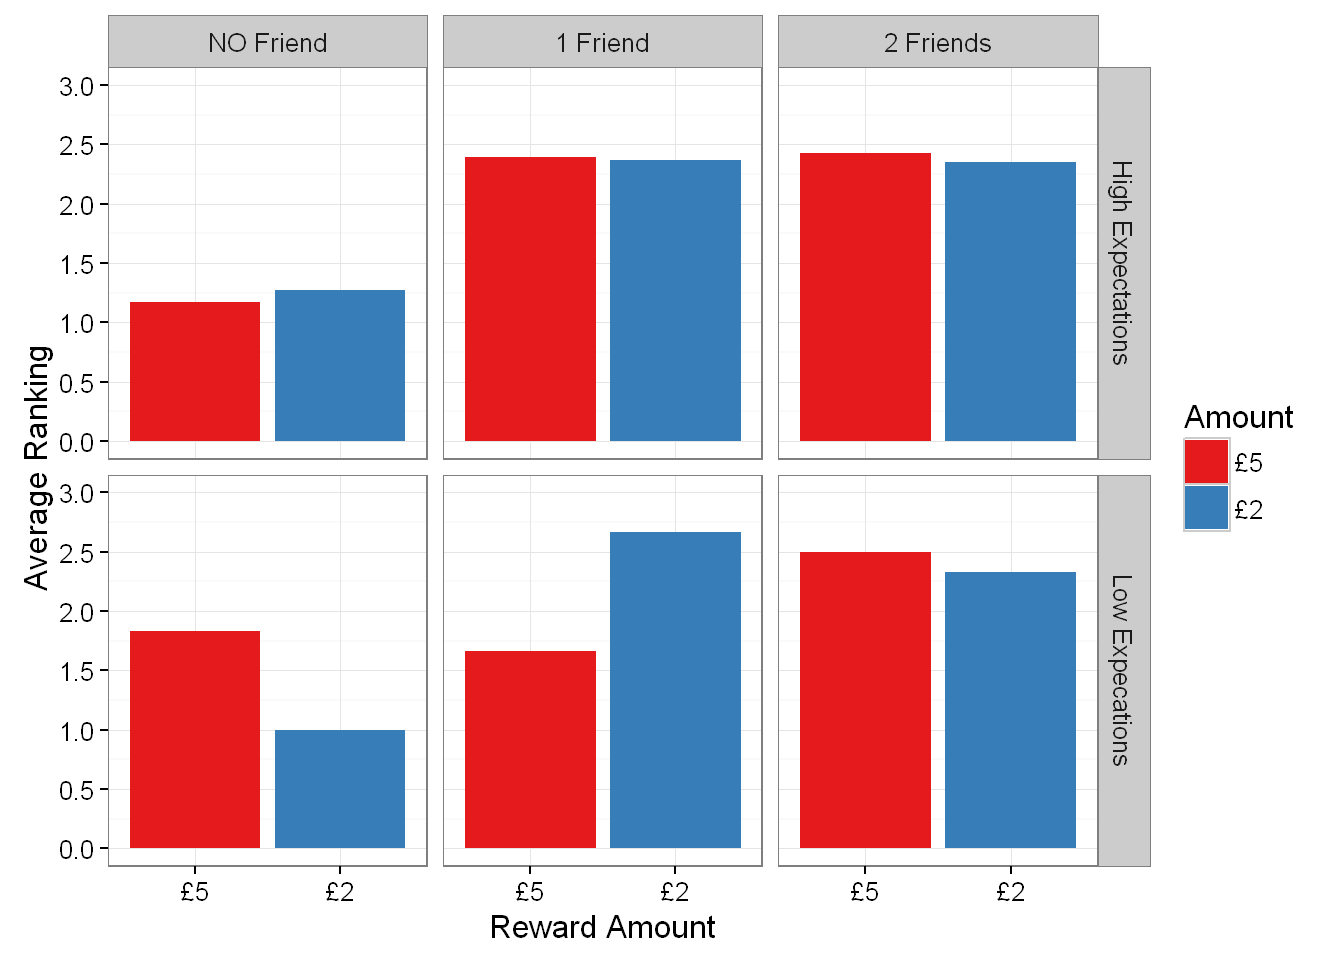 NO Friend
1 Friend
2 Friends
3.0
2.5
2.0
1.5
1.0
0.5
0.0
High Expectations
3.0
2.5
2.0
1.5
1.0
0.5
0.0
Low Expecations
Average Ranking
£5
£2
£5
£2
£5
£2
Reward Amount
Amount
£5
£2